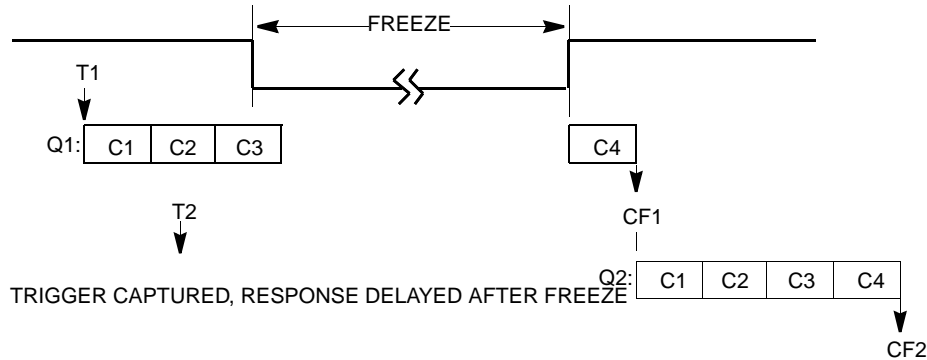 FREEZE
T1
Q1: C1 C2 C3 C4
T2
CF1
Q2: C1 C2 C3 C4
TRIGGER CAPTURED, RESPONSE DELAYED AFTER FREEZE
CF2